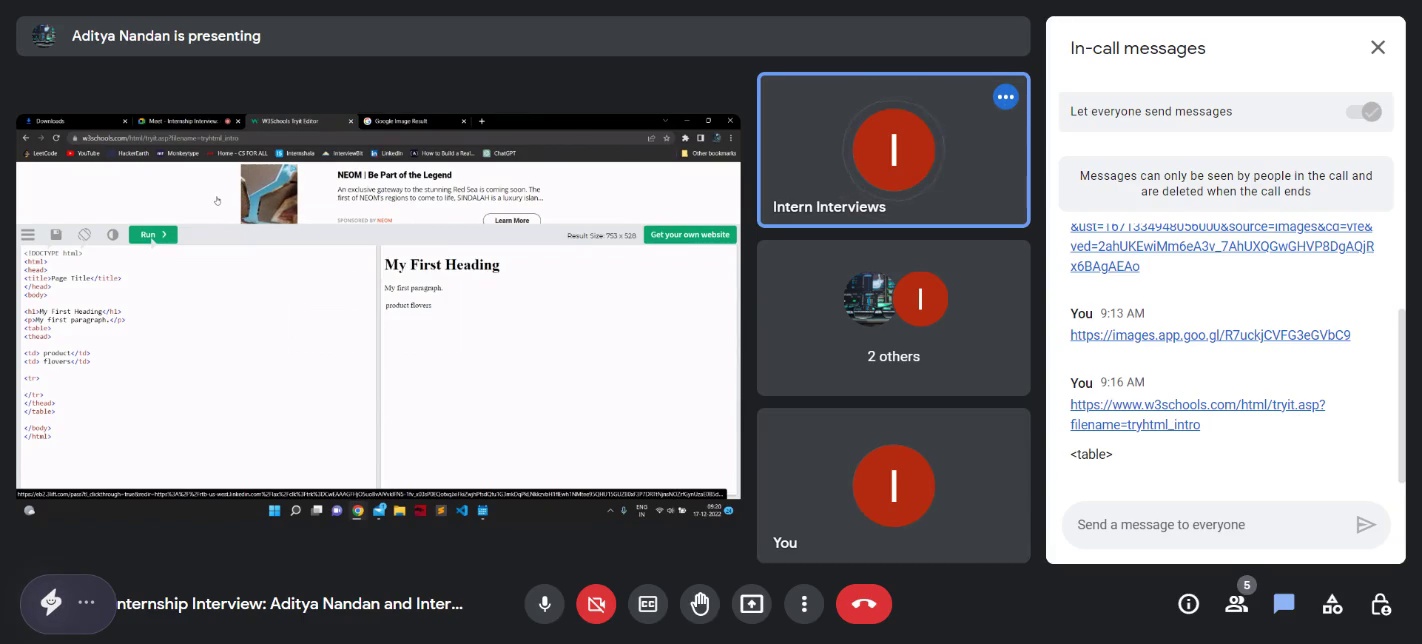 Aditya Nandan is presenting
Downloads
Meet - Internship Interview
W3Schools Tryit Editor
Google Image Result
w3schools.com/html/tryit.asp?filename=tryhtml_intro
LeetCode
YouTube
HackerEarth
Monkeytype
Home - CS FOR ALL
Internshala
InterviewBit
LinkedIn
How to Build a Real...
ChatGPT
Other bookmarks
NEOM | Be Part of the Legend
An exclusive gateway to the stunning Red Sea is coming soon. The
first of NEOM's regions to come to life, SINDALAH is a luxury islan...
SPONSORED BY NEOM
Learn More
Run
Result Size: 753 x 528
Get your own website
<!DOCTYPE html>
<html>
<head>
<title>Page Title</title>
</head>
<body>
<h1>My First Heading</h1>
<p>My first paragraph.</p>
<table>
<thead>
<td> product</td>
<td> flovers</td>
<tr>
</tr>
</thead>
</table>
</body>
</html>
My First Heading
My first paragraph.
product flovers
ENG
IN
09:20
17-12-2022
Intern Interviews
2 others
You
In-call messages
Let everyone send messages
Messages can only be seen by people in the call and
are deleted when the call ends
&ust=1671334948056000&source=images&cd=vfe&
ved=2ahUKEwiMm6eA3v_7AhUXQGwGHVP8DgAQjR
x6BAgAEAo
You 9:13 AM
https://images.app.goo.gl/R7uckjCVFG3eGVbC9
You 9:16 AM
https://www.w3schools.com/html/tryit.asp?
filename=tryhtml_intro
<table>
Send a message to everyone
nternship Interview: Aditya Nandan and Inter...
5